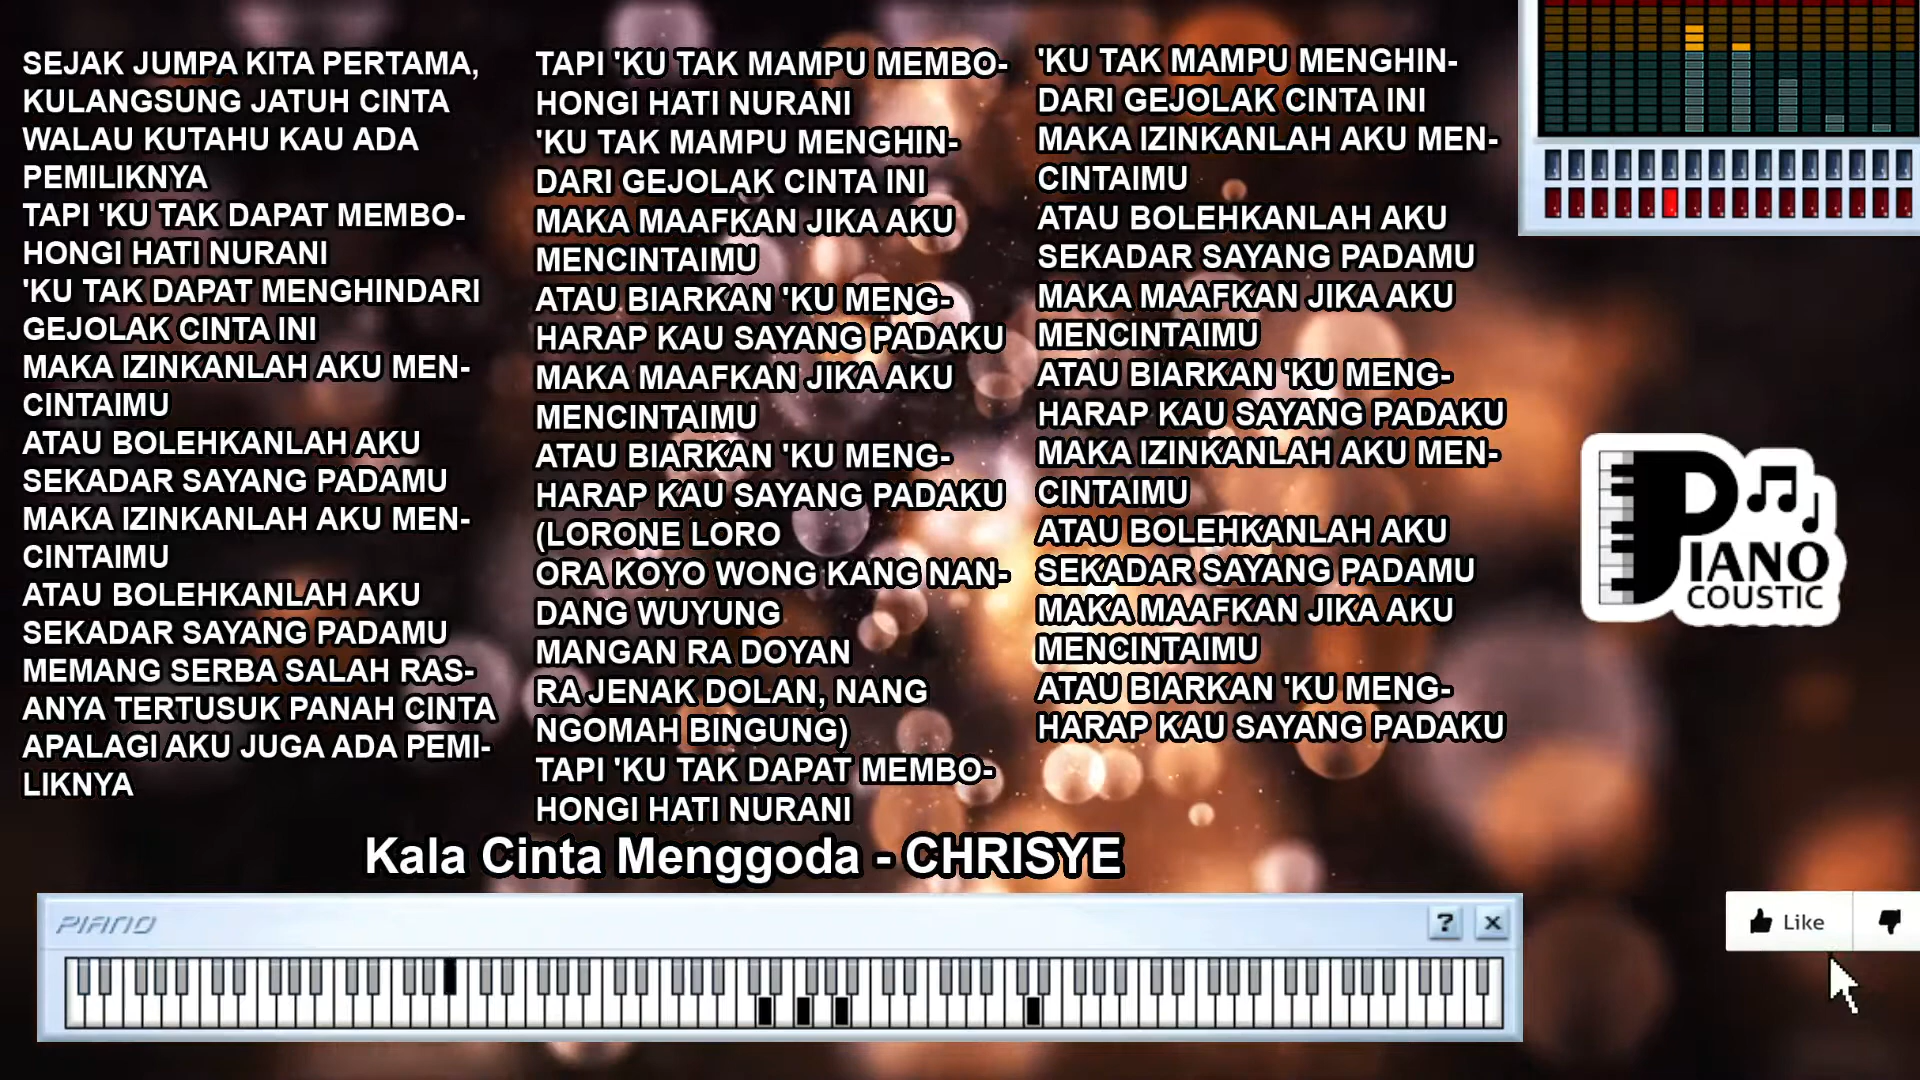 SEJAK JUMPA KITA PERTAMA,
KULANGSUNG JATUH CINTA
WALAU KUTAHU KAU ADA
PEMILIKNYA
TAPI 'KU TAK DAPAT MEMBO-
HONGI HATI NURANI
'KU TAK DAPAT MENGHINDARI
GEJOLAK CINTA INI
MAKA IZINKANLAH AKU MEN-
CINTAIMU
ATAU BOLEHKANLAH AKU
SEKADAR SAYANG PADAMU
MAKA IZINKANLAH AKU MEN-
CINTAIMU
ATAU BOLEHKANLAH AKU
SEKADAR SAYANG PADAMU
MEMANG SERBA SALAH RAS-
ANYA TERTUSUK PANAH CINTA
APALAGI AKU JUGA ADA PEMI-
LIKNYA
TAPI 'KU TAK MAMPU MEMBO-
HONGI HATI NURANI
'KU TAK MAMPU MENGHIN-
DARI GEJOLAK CINTA INI
MAKA MAAFKAN JIKA AKU
MENCINTAIMU
ATAU BIARKAN 'KU MENG-
HARAP KAU SAYANG PADAKU
MAKA MAAFKAN JIKA AKU
MENCINTAIMU
ATAU BIARKAN 'KU MENG-
HARAP KAU SAYANG PADAKU
(LORONE LORO
ORA KOYO WONG KANG NAN-
DANG WUYUNG
MANGAN RA DOYAN
RA JENAK DOLAN, NANG
NGOMAH BINGUNG)
TAPI 'KU TAK DAPAT MEMBO-
HONGI HATI NURANI
'KU TAK MAMPU MENGHIN-
DARI GEJOLAK CINTA INI
MAKA IZINKANLAH AKU MEN-
CINTAIMU
ATAU BOLEHKANLAH AKU
SEKADAR SAYANG PADAMU
MAKA MAAFKAN JIKA AKU
MENCINTAIMU
ATAU BIARKAN 'KU MENG-
HARAP KAU SAYANG PADAKU
MAKA IZINKANLAH AKU MEN-
CINTAIMU
ATAU BOLEHKANLAH AKU
SEKADAR SAYANG PADAMU
MAKA MAAFKAN JIKA AKU
MENCINTAIMU
ATAU BIARKAN 'KU MENG-
HARAP KAU SAYANG PADAKU
PIANO
COUSTIC
Kala Cinta Menggoda - CHRISYE
PIANO
? X
Like